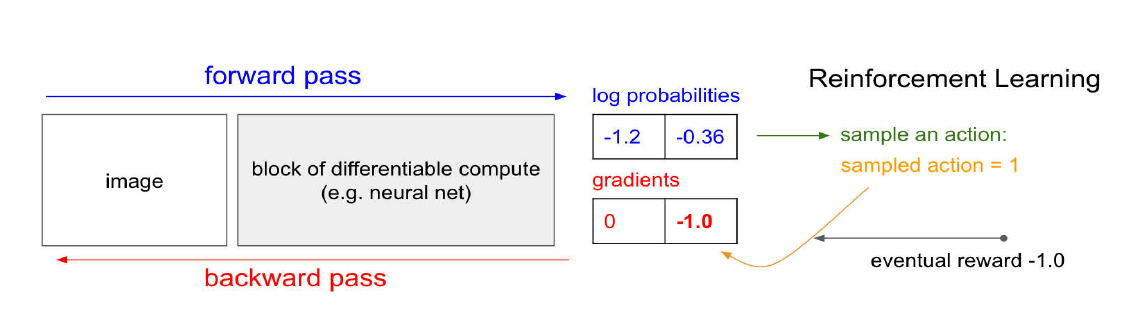 forward pass
Reinforcement Learning
log probabilities
-1.2 -0.36
sample an action:
sampled action = 1
image
block of differentiable compute
(e.g. neural net)
gradients
0 -1.0
eventual reward -1.0
backward pass